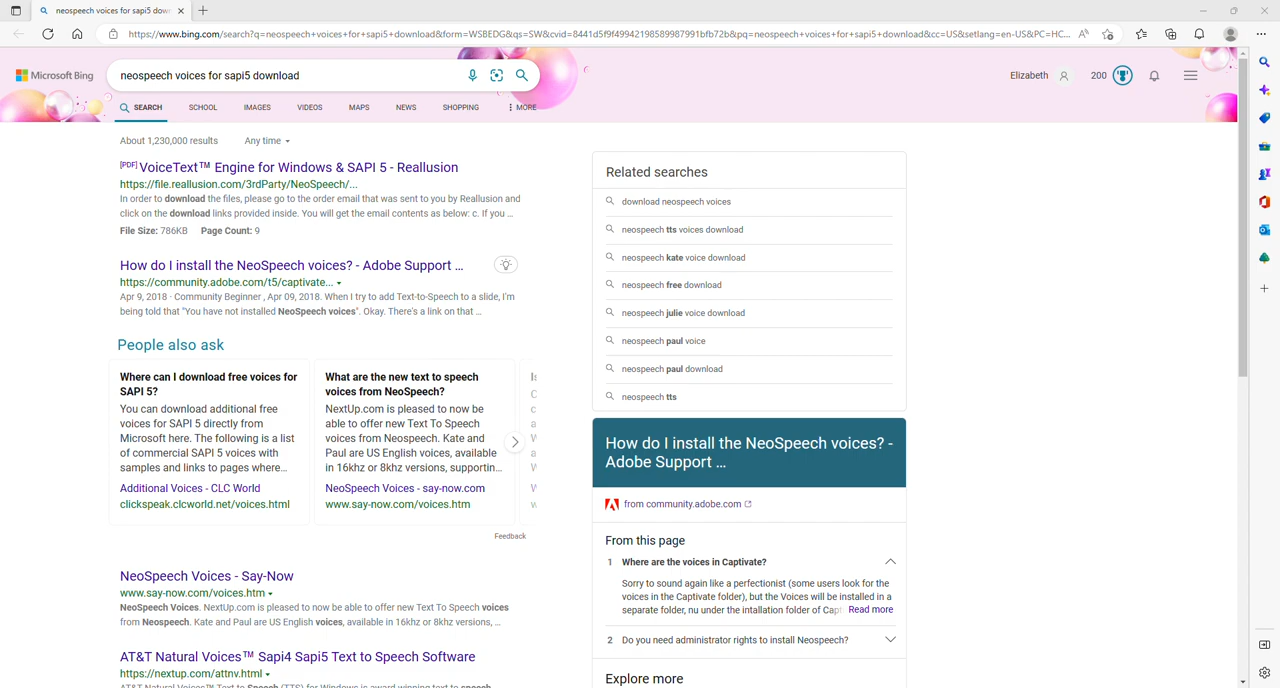 neospeech voices for sapi5 down
https://www.bing.com/search?q=neospeech+voices+for+sapi5+download&form=WSBEDG&qs=SW&cvid=8441d5f9f49942198589987991bfb72b&pq=neospeech+voices+for+sapi5+download&cc=US&setlang=en-US&PC=HC...
Microsoft Bing
neospeech voices for sapi5 download
Elizabeth
200
SEARCH
SCHOOL
IMAGES
VIDEOS
MAPS
NEWS
SHOPPING
MORE
About 1,230,000 results
Any time
[PDF] VoiceText™ Engine for Windows & SAPI 5 - Reallusion
https://file.reallusion.com/3rdParty/NeoSpeech/...
In order to download the files, please go to the order email that was sent to you by Reallusion and
click on the download links provided inside. You will get the email contents as below: c. If you ...
File Size: 786KB Page Count: 9
How do I install the NeoSpeech voices? - Adobe Support ...
https://community.adobe.com/t5/captivate...
Apr 9, 2018 · Community Beginner , Apr 09, 2018. When I try to add Text-to-Speech to a slide, I'm
being told that "You have not installed NeoSpeech voices". Okay. There's a link on that ...
People also ask
Where can I download free voices for
SAPI 5?
You can download additional free
voices for SAPI 5 directly from
Microsoft here. The following is a list
of commercial SAPI 5 voices with
samples and links to pages where...
Additional Voices - CLC World
clickspeak.clcworld.net/voices.html
What are the new text to speech
voices from NeoSpeech?
NextUp.com is pleased to now be
able to offer new Text To Speech
voices from Neospeech. Kate and
Paul are US English voices, available
in 16khz or 8khz versions, supportin...
NeoSpeech Voices - say-now.com
www.say-now.com/voices.htm
Feedback
NeoSpeech Voices - Say-Now
www.say-now.com/voices.htm
NeoSpeech Voices. NextUp.com is pleased to now be able to offer new Text To Speech voices
from Neospeech. Kate and Paul are US English voices, available in 16khz or 8khz versions, ...
AT&T Natural Voices™ Sapi4 Sapi5 Text to Speech Software
https://nextup.com/attnv.html
AT&T Natural Voices™ Text to Speech (TTS) for Windows is award winning text to speech
Related searches
download neospeech voices
neospeech tts voices download
neospeech kate voice download
neospeech free download
neospeech julie voice download
neospeech paul voice
neospeech paul download
neospeech tts
How do I install the NeoSpeech voices? -
Adobe Support ...
from community.adobe.com
From this page
1 Where are the voices in Captivate?
Sorry to sound again like a perfectionist (some users look for the
voices in the Captivate folder), but the Voices will be installed in a
separate folder, nu under the intallation folder of Capt Read more
2 Do you need administrator rights to install Neospeech?
Explore more